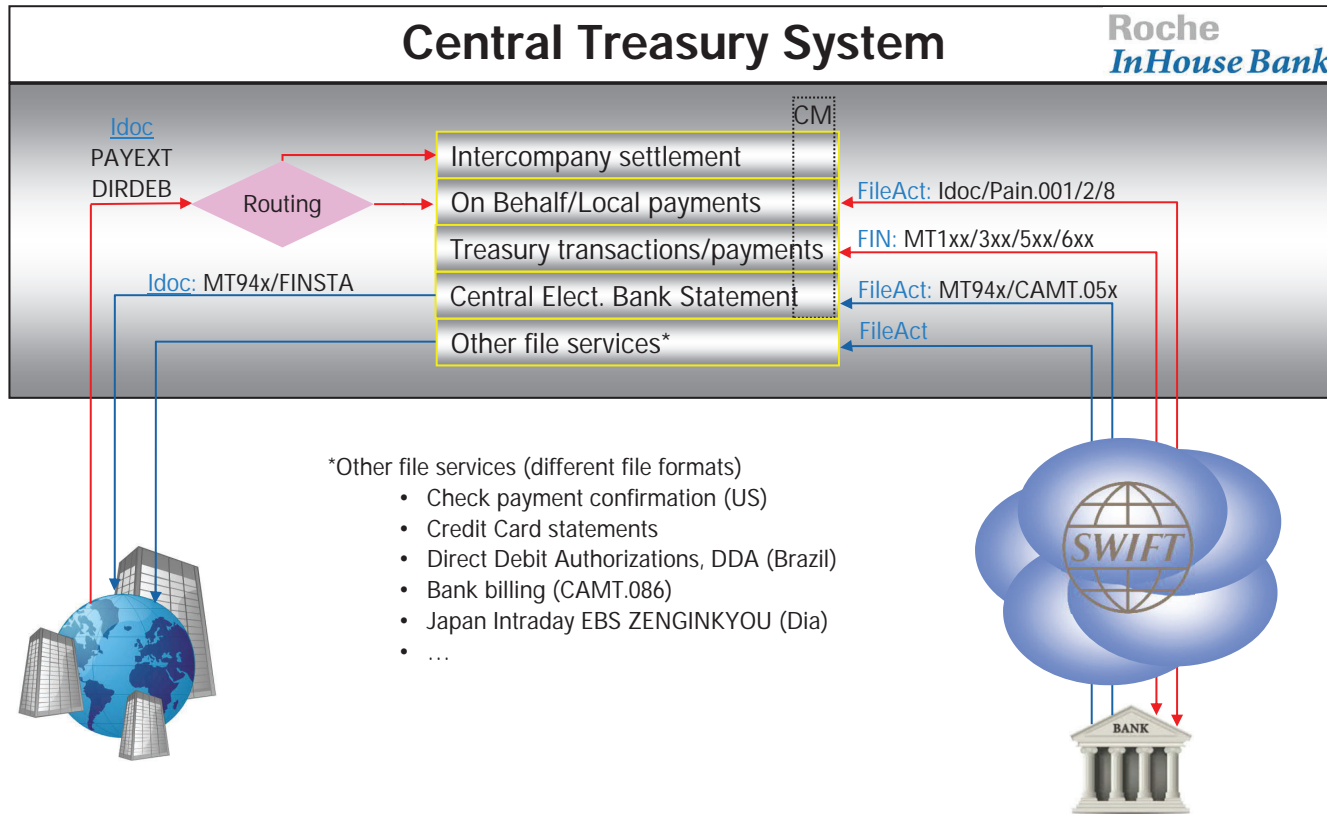 Central Treasury System
Roche
InHouse Bank
Idoc
PAYEXT
DIRDEB
Routing
CM
Intercompany settlement
On Behalf/Local payments
Treasury transactions/payments
Central Elect. Bank Statement
Other file services*
Idoc: MT94x/FINSTA
FileAct: Idoc/Pain.001/2/8
FIN: MT1xx/3xx/5xx/6xx
FileAct: MT94x/CAMT.05x
FileAct
*Other file services (different file formats)
• Check payment confirmation (US)
• Credit Card statements
• Direct Debit Authorizations, DDA (Brazil)
• Bank billing (CAMT.086)
• Japan Intraday EBS ZENGINKYOU (Dia)
• …
SWIFT
BANK